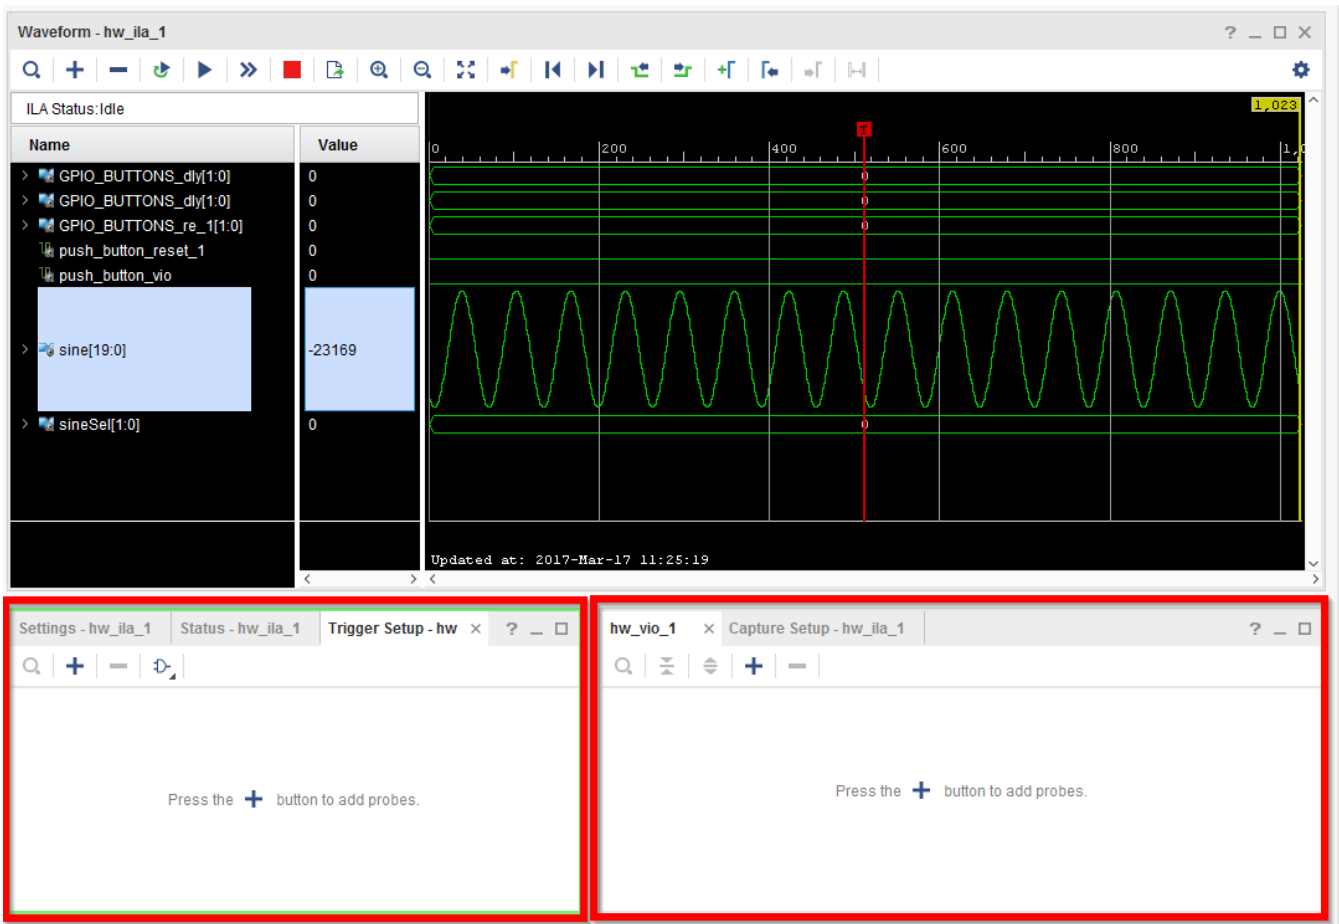 Waveform - hw_ila_1
ILA Status: Idle
1,023
Name Value
T
0 200 400 600 800 1,0
GPIO_BUTTONS_dly[1:0] 0 0
GPIO_BUTTONS_dly[1:0] 0 0
GPIO_BUTTONS_re_1[1:0] 0 0
push_button_reset_1 0
push_button_vio 0
sine[19:0] -23169
sineSel[1:0] 0 0
Updated at: 2017-Mar-17 11:25:19
Settings - hw_ila_1 Status - hw_ila_1 Trigger Setup - hw
Press the + button to add probes.
hw_vio_1 Capture Setup - hw_ila_1
Press the + button to add probes.